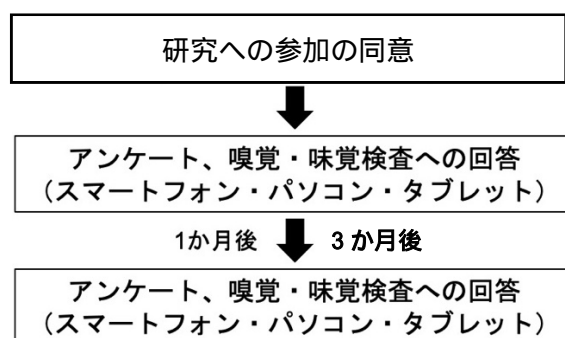 研究への参加の同意
アンケート、嗅覚・味覚検査への回答
（スマートフォン・パソコン・タブレット）
1か月後 3か月後
アンケート、嗅覚・味覚検査への回答
（スマートフォン・パソコン・タブレット）